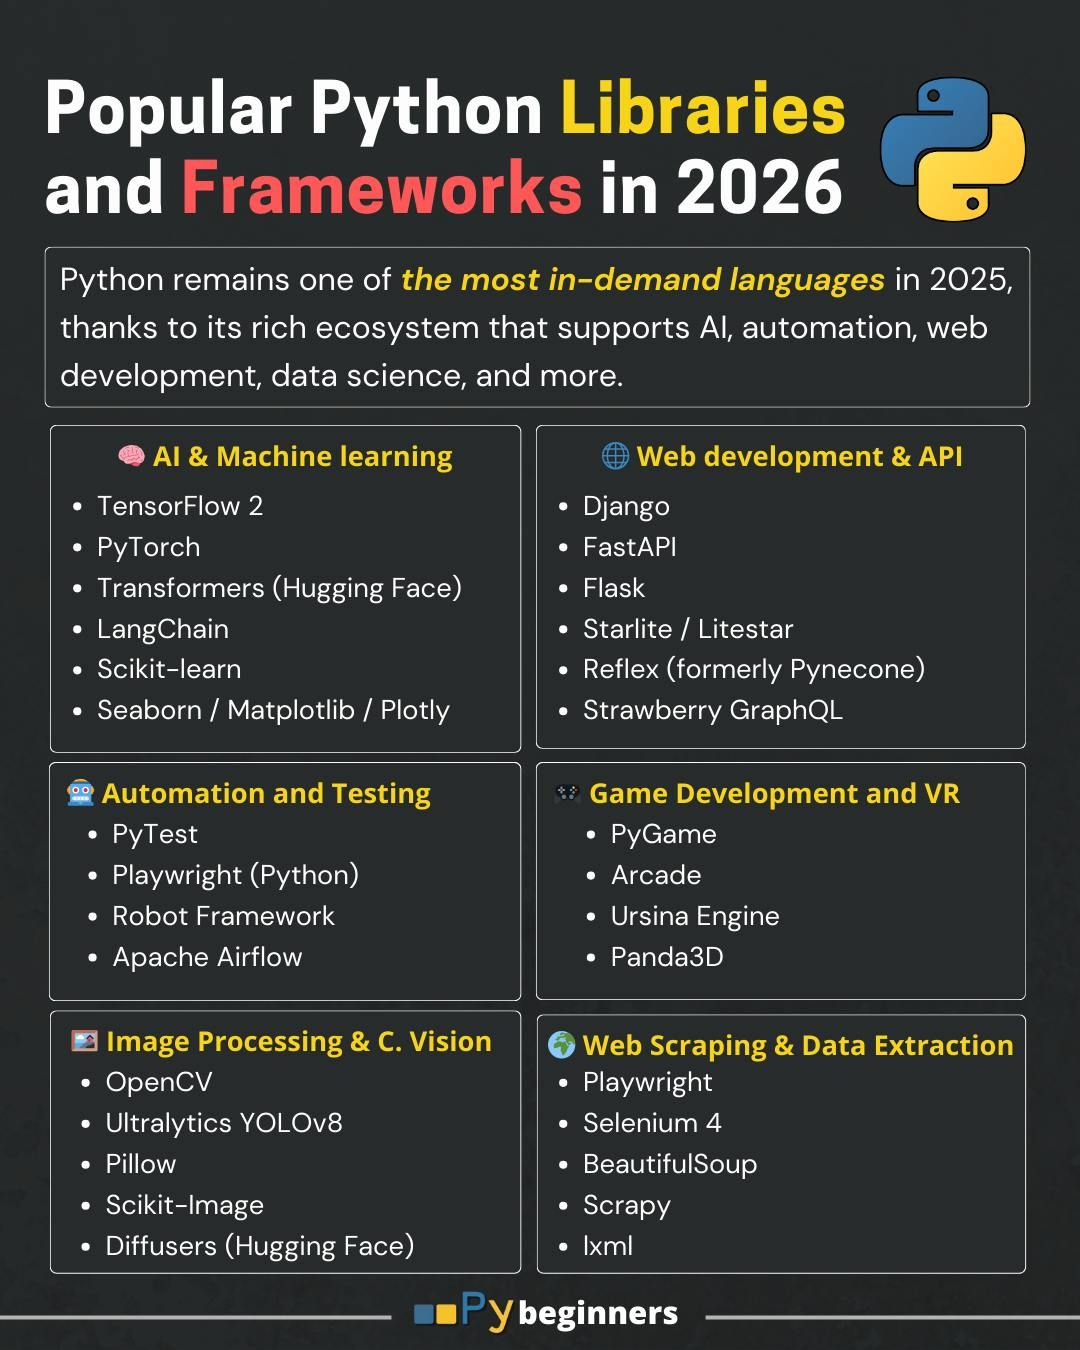 Popular Python Libraries
and Frameworks in 2026
Python remains one of the most in-demand languages in 2025,
thanks to its rich ecosystem that supports AI, automation, web
development, data science, and more.
AI & Machine learning
• TensorFlow 2
• PyTorch
• Transformers (Hugging Face)
• LangChain
• Scikit-learn
• Seaborn / Matplotlib / Plotly
Web development & API
• Django
• FastAPI
• Flask
• Starlite / Litestar
• Reflex (formerly Pynecone)
• Strawberry GraphQL
Automation and Testing
• PyTest
• Playwright (Python)
• Robot Framework
• Apache Airflow
Game Development and VR
• PyGame
• Arcade
• Ursina Engine
• Panda3D
Image Processing & C. Vision
• OpenCV
• Ultralytics YOLOv8
• Pillow
• Scikit-Image
• Diffusers (Hugging Face)
Web Scraping & Data Extraction
• Playwright
• Selenium 4
• BeautifulSoup
• Scrapy
• lxml
Py beginners